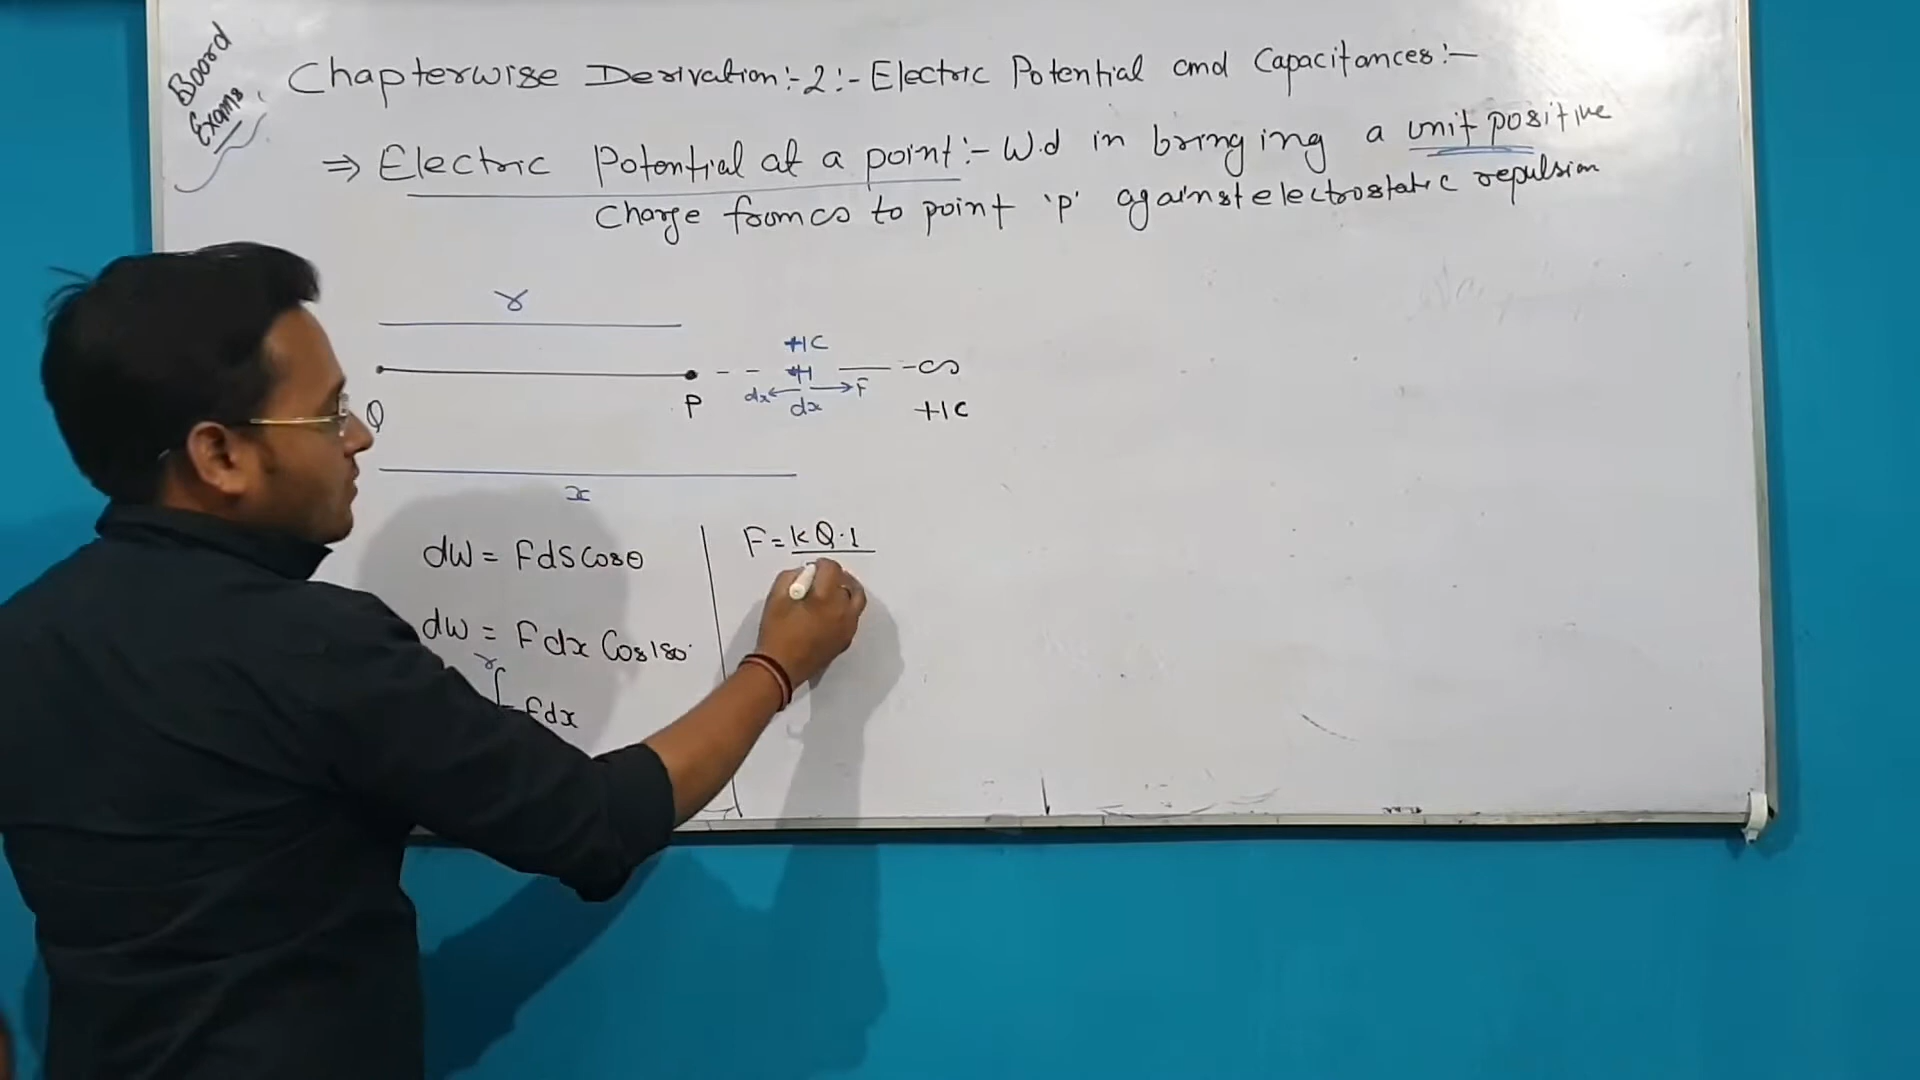 Board
Exams
Chapterwise Derivation:-2:- Electric Potential and Capacitances:-
⇒ Electric Potential at a point:- W.d in bringing a unit positive
charge from ∞ to point 'p' against electrostatic repulsion
r
+1C
∞
dx F
Q P dx +1C
x
dW = FdS Cosθ
F = kQ·1
dW = Fdx Cos180°
r
∫ - Fdx